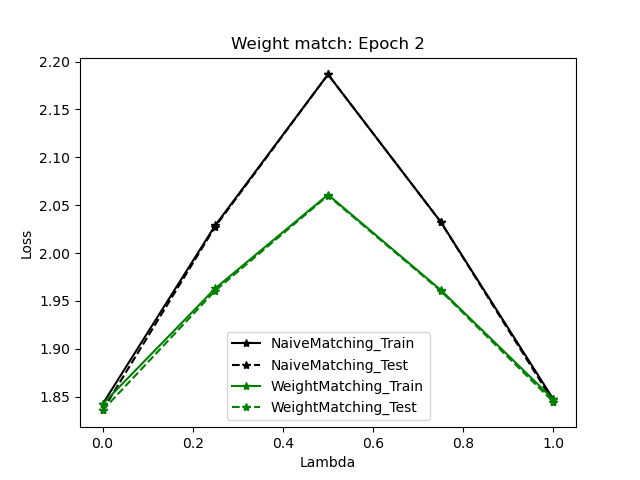 Weight match: Epoch 2
Loss
2.20
2.15
2.10
2.05
2.00
1.95
1.90
1.85
NaiveMatching_Train
NaiveMatching_Test
WeightMatching_Train
WeightMatching_Test
0.0 0.2 0.4 0.6 0.8 1.0
Lambda